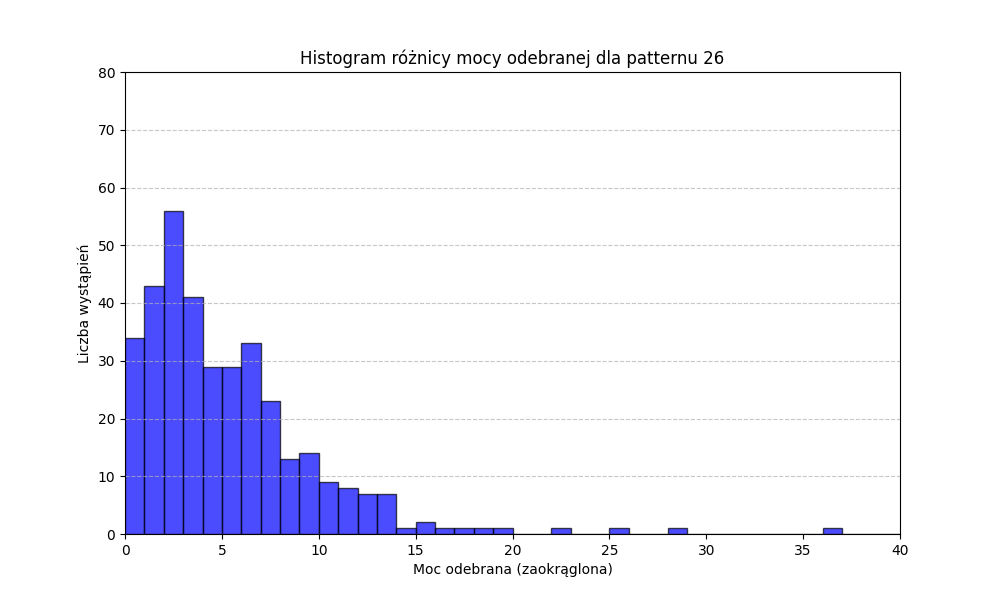 Histogram różnicy mocy odebranej dla patternu 26
80
70
60
50
40
30
20
10
0
Liczba wystąpień
0 5 10 15 20 25 30 35 40
Moc odebrana (zaokrąglona)